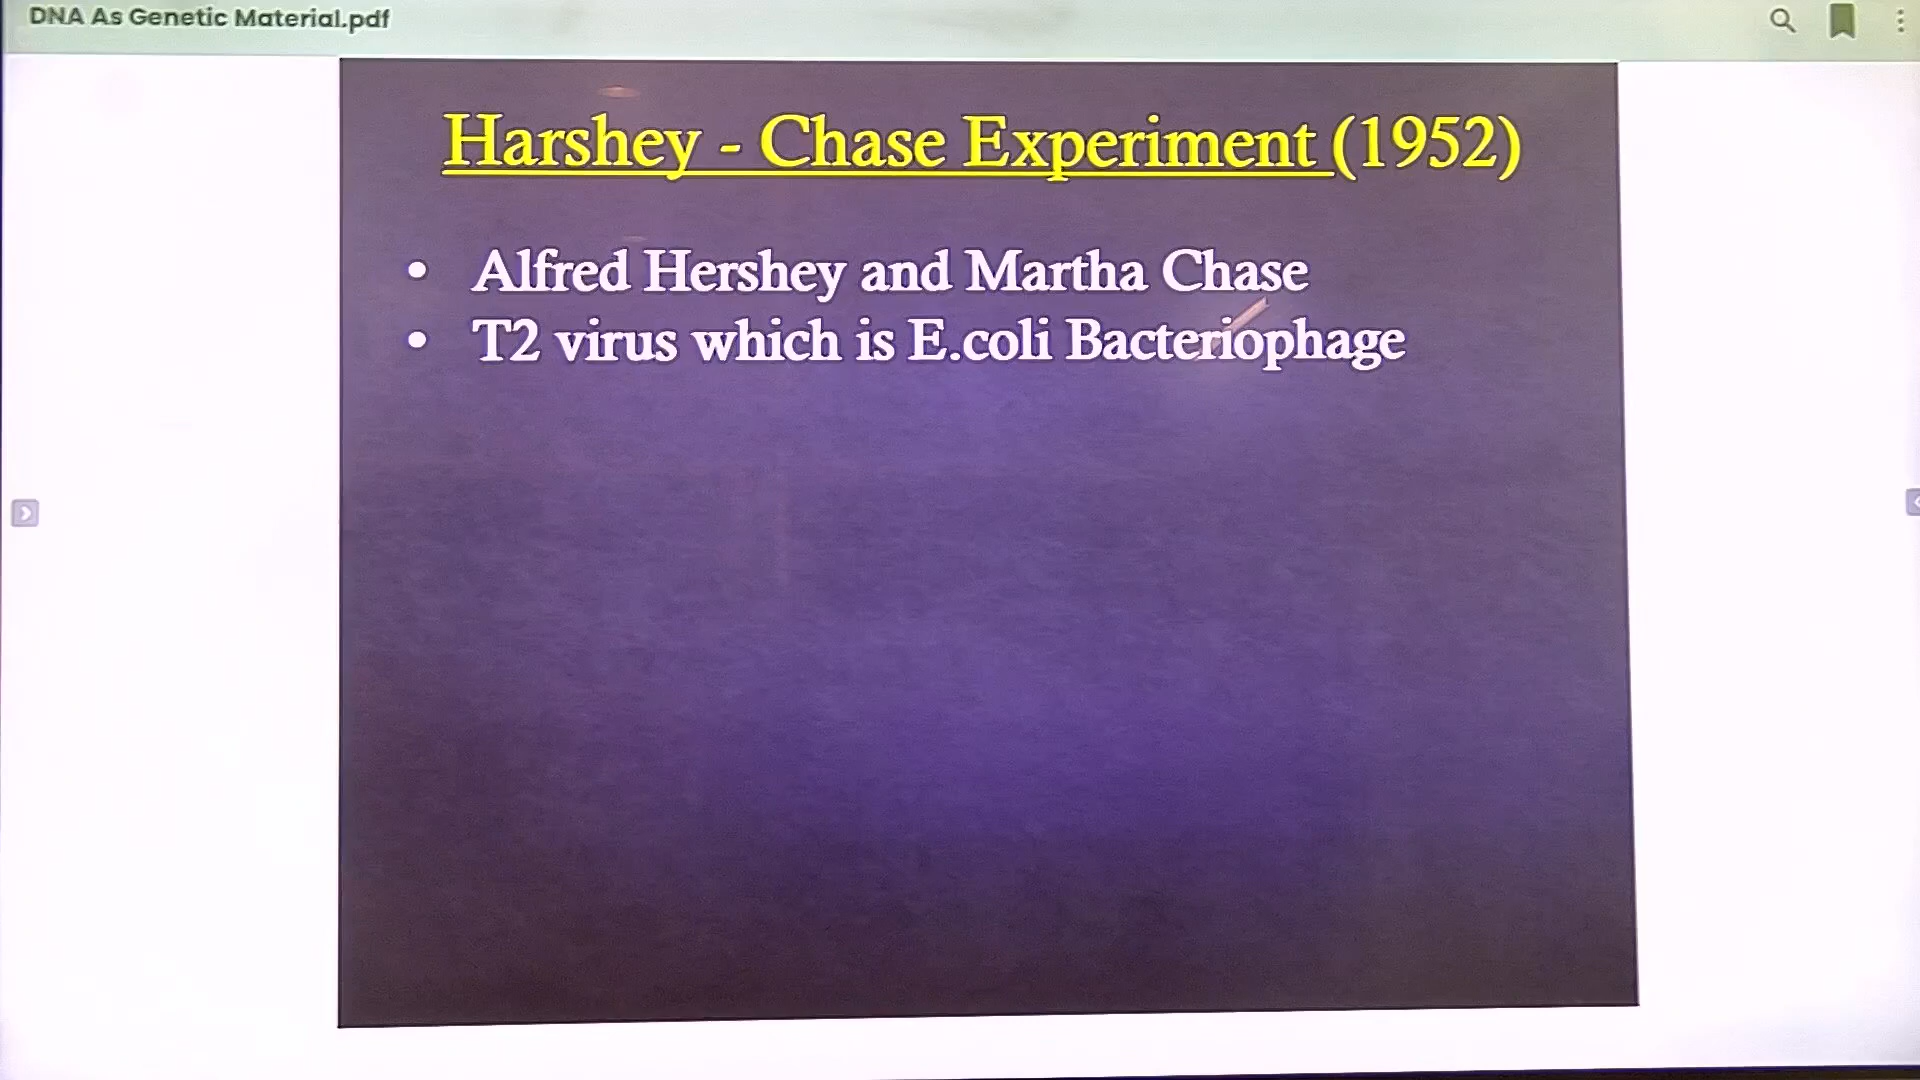 DNA As Genetic Material.pdf
Harshey - Chase Experiment (1952)
• Alfred Hershey and Martha Chase
• T2 virus which is E.coli Bacteriophage